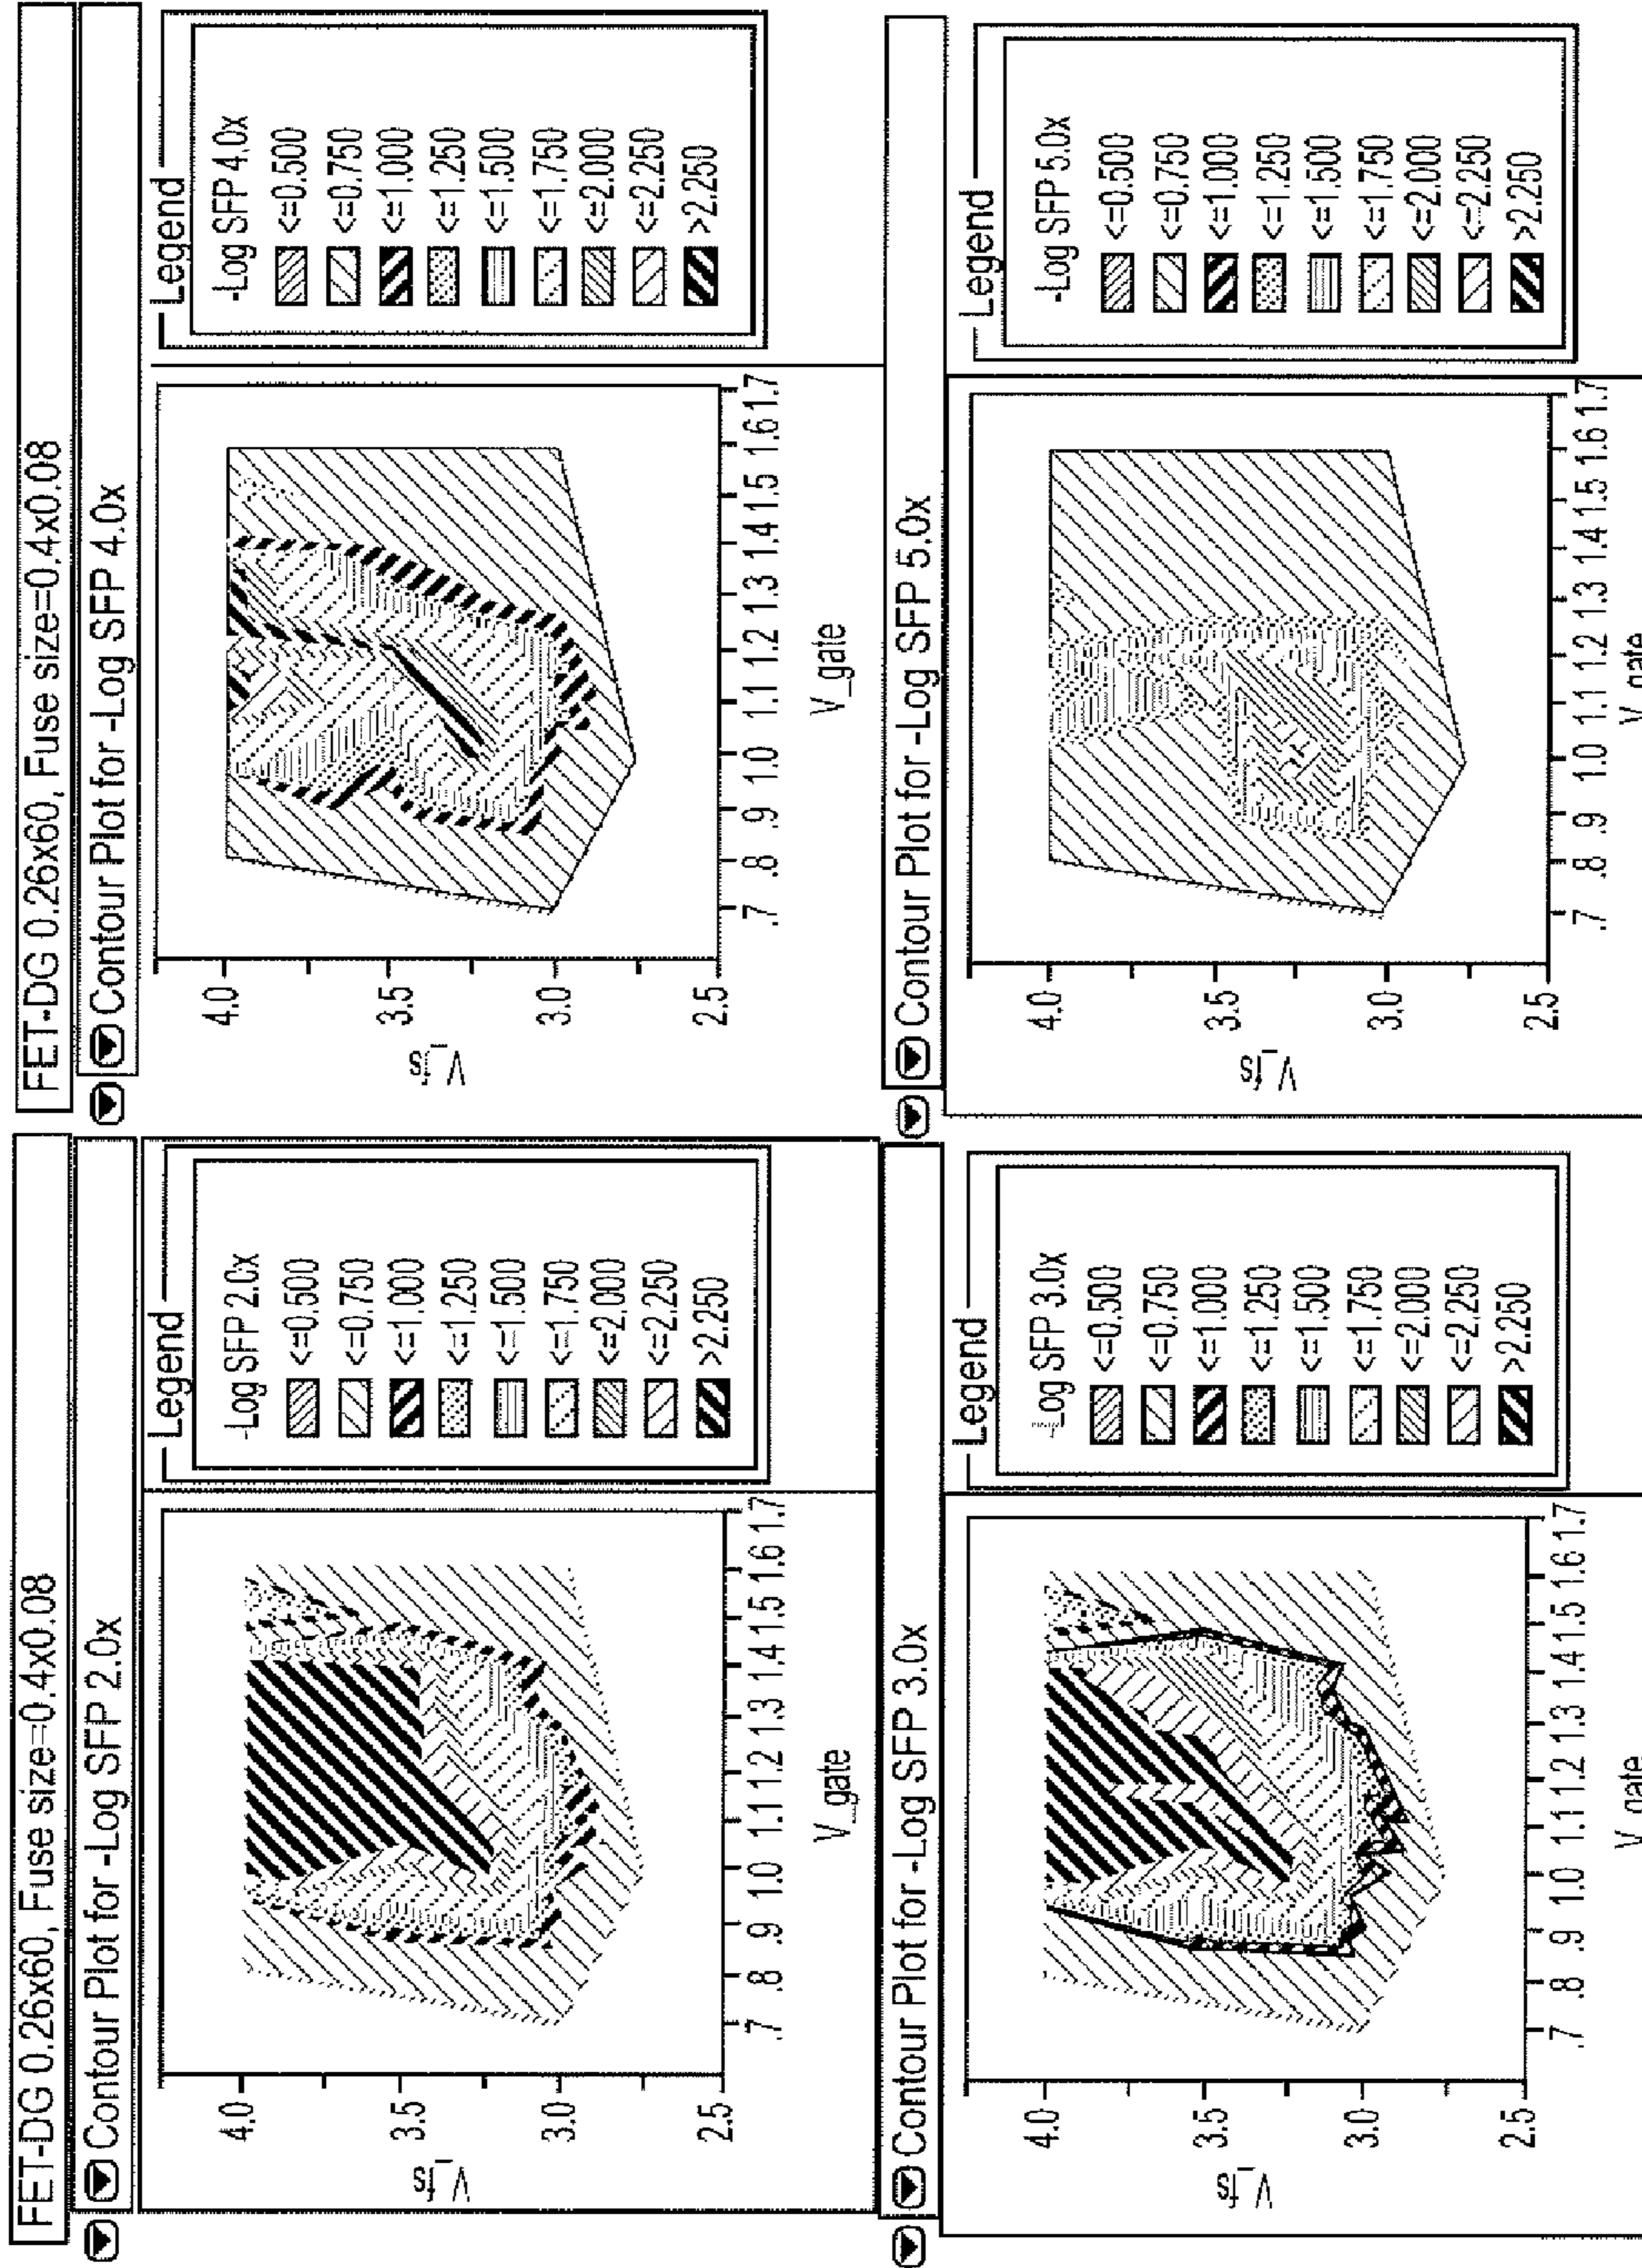 FET-DG 0.26x60, Fuse size=0.4x0.08
Contour Plot for -Log SFP 2.0x
V_fs
4.0
3.5
3.0
2.5
.7 .8 .9 1.0 1.1 1.2 1.3 1.4 1.5 1.6 1.7
V_gate
Legend
-Log SFP 2.0x
<=0.500
<=0.750
<=1.000
<=1.250
<=1.500
<=1.750
<=2.000
<=2.250
>2.250
FET-DG 0.26x60, Fuse size=0.4x0.08
Contour Plot for -Log SFP 4.0x
V_fs
4.0
3.5
3.0
2.5
.7 .8 .9 1.0 1.1 1.2 1.3 1.4 1.5 1.6 1.7
V_gate
Legend
-Log SFP 4.0x
<=0.500
<=0.750
<=1.000
<=1.250
<=1.500
<=1.750
<=2.000
<=2.250
>2.250
Contour Plot for -Log SFP 3.0x
V_fs
4.0
3.5
3.0
2.5
.7 .8 .9 1.0 1.1 1.2 1.3 1.4 1.5 1.6 1.7
V_gate
Legend
-Log SFP 3.0x
<=0.500
<=0.750
<=1.000
<=1.250
<=1.500
<=1.750
<=2.000
<=2.250
>2.250
Contour Plot for -Log SFP 5.0x
V_fs
4.0
3.5
3.0
2.5
.7 .8 .9 1.0 1.1 1.2 1.3 1.4 1.5 1.6 1.7
V_gate
Legend
-Log SFP 5.0x
<=0.500
<=0.750
<=1.000
<=1.250
<=1.500
<=1.750
<=2.000
<=2.250
>2.250